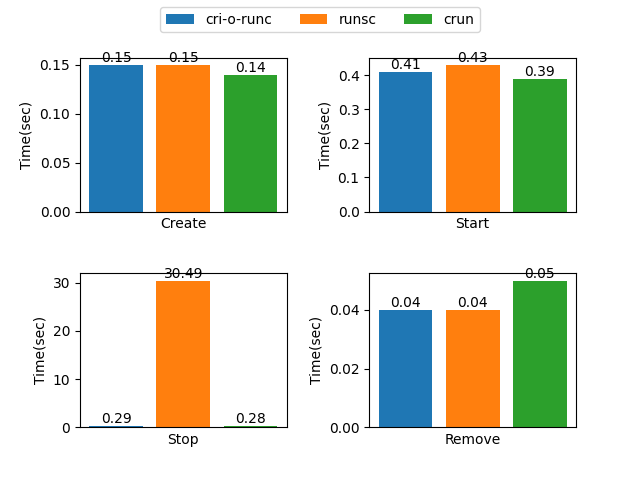 cri-o-runc runsc crun
0.15 0.15 0.14
0.15
0.10
0.05
0.00
Time(sec)
Create
0.41 0.43 0.39
0.4
0.3
0.2
0.1
0.0
Time(sec)
Start
0.29 30.49 0.28
30
20
10
0
Time(sec)
Stop
0.04 0.04 0.05
0.04
0.02
0.00
Time(sec)
Remove